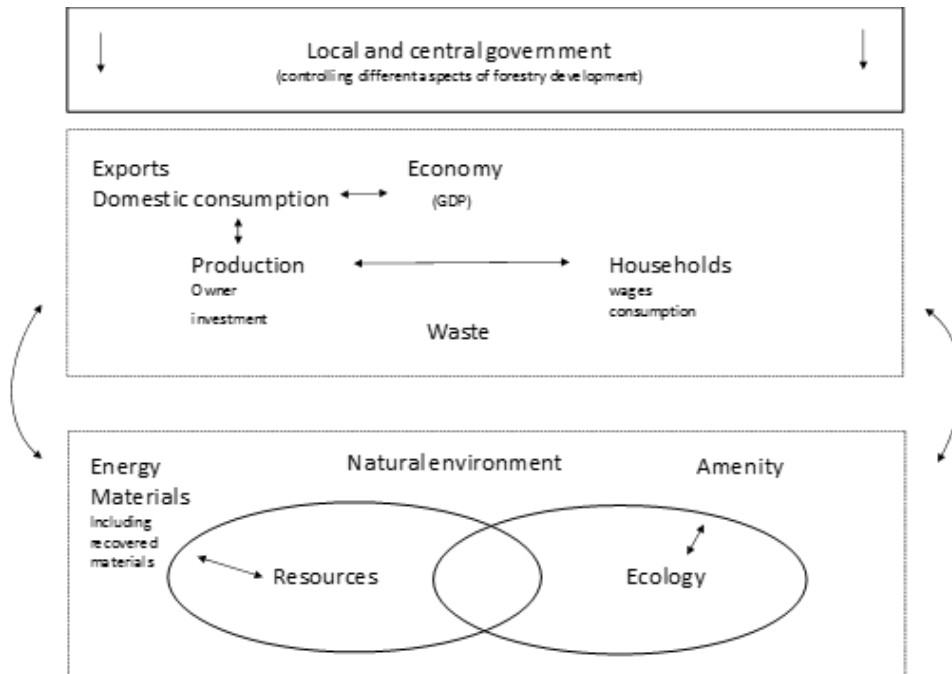 Local and central government
(controlling different aspects of forestry development)
Exports
Economy
Domestic consumption
(GDP)
Production
Households
Owner
wages
investment
consumption
Waste
Energy
Natural environment
Amenity
Materials
Including
recovered
materials
Resources
Ecology